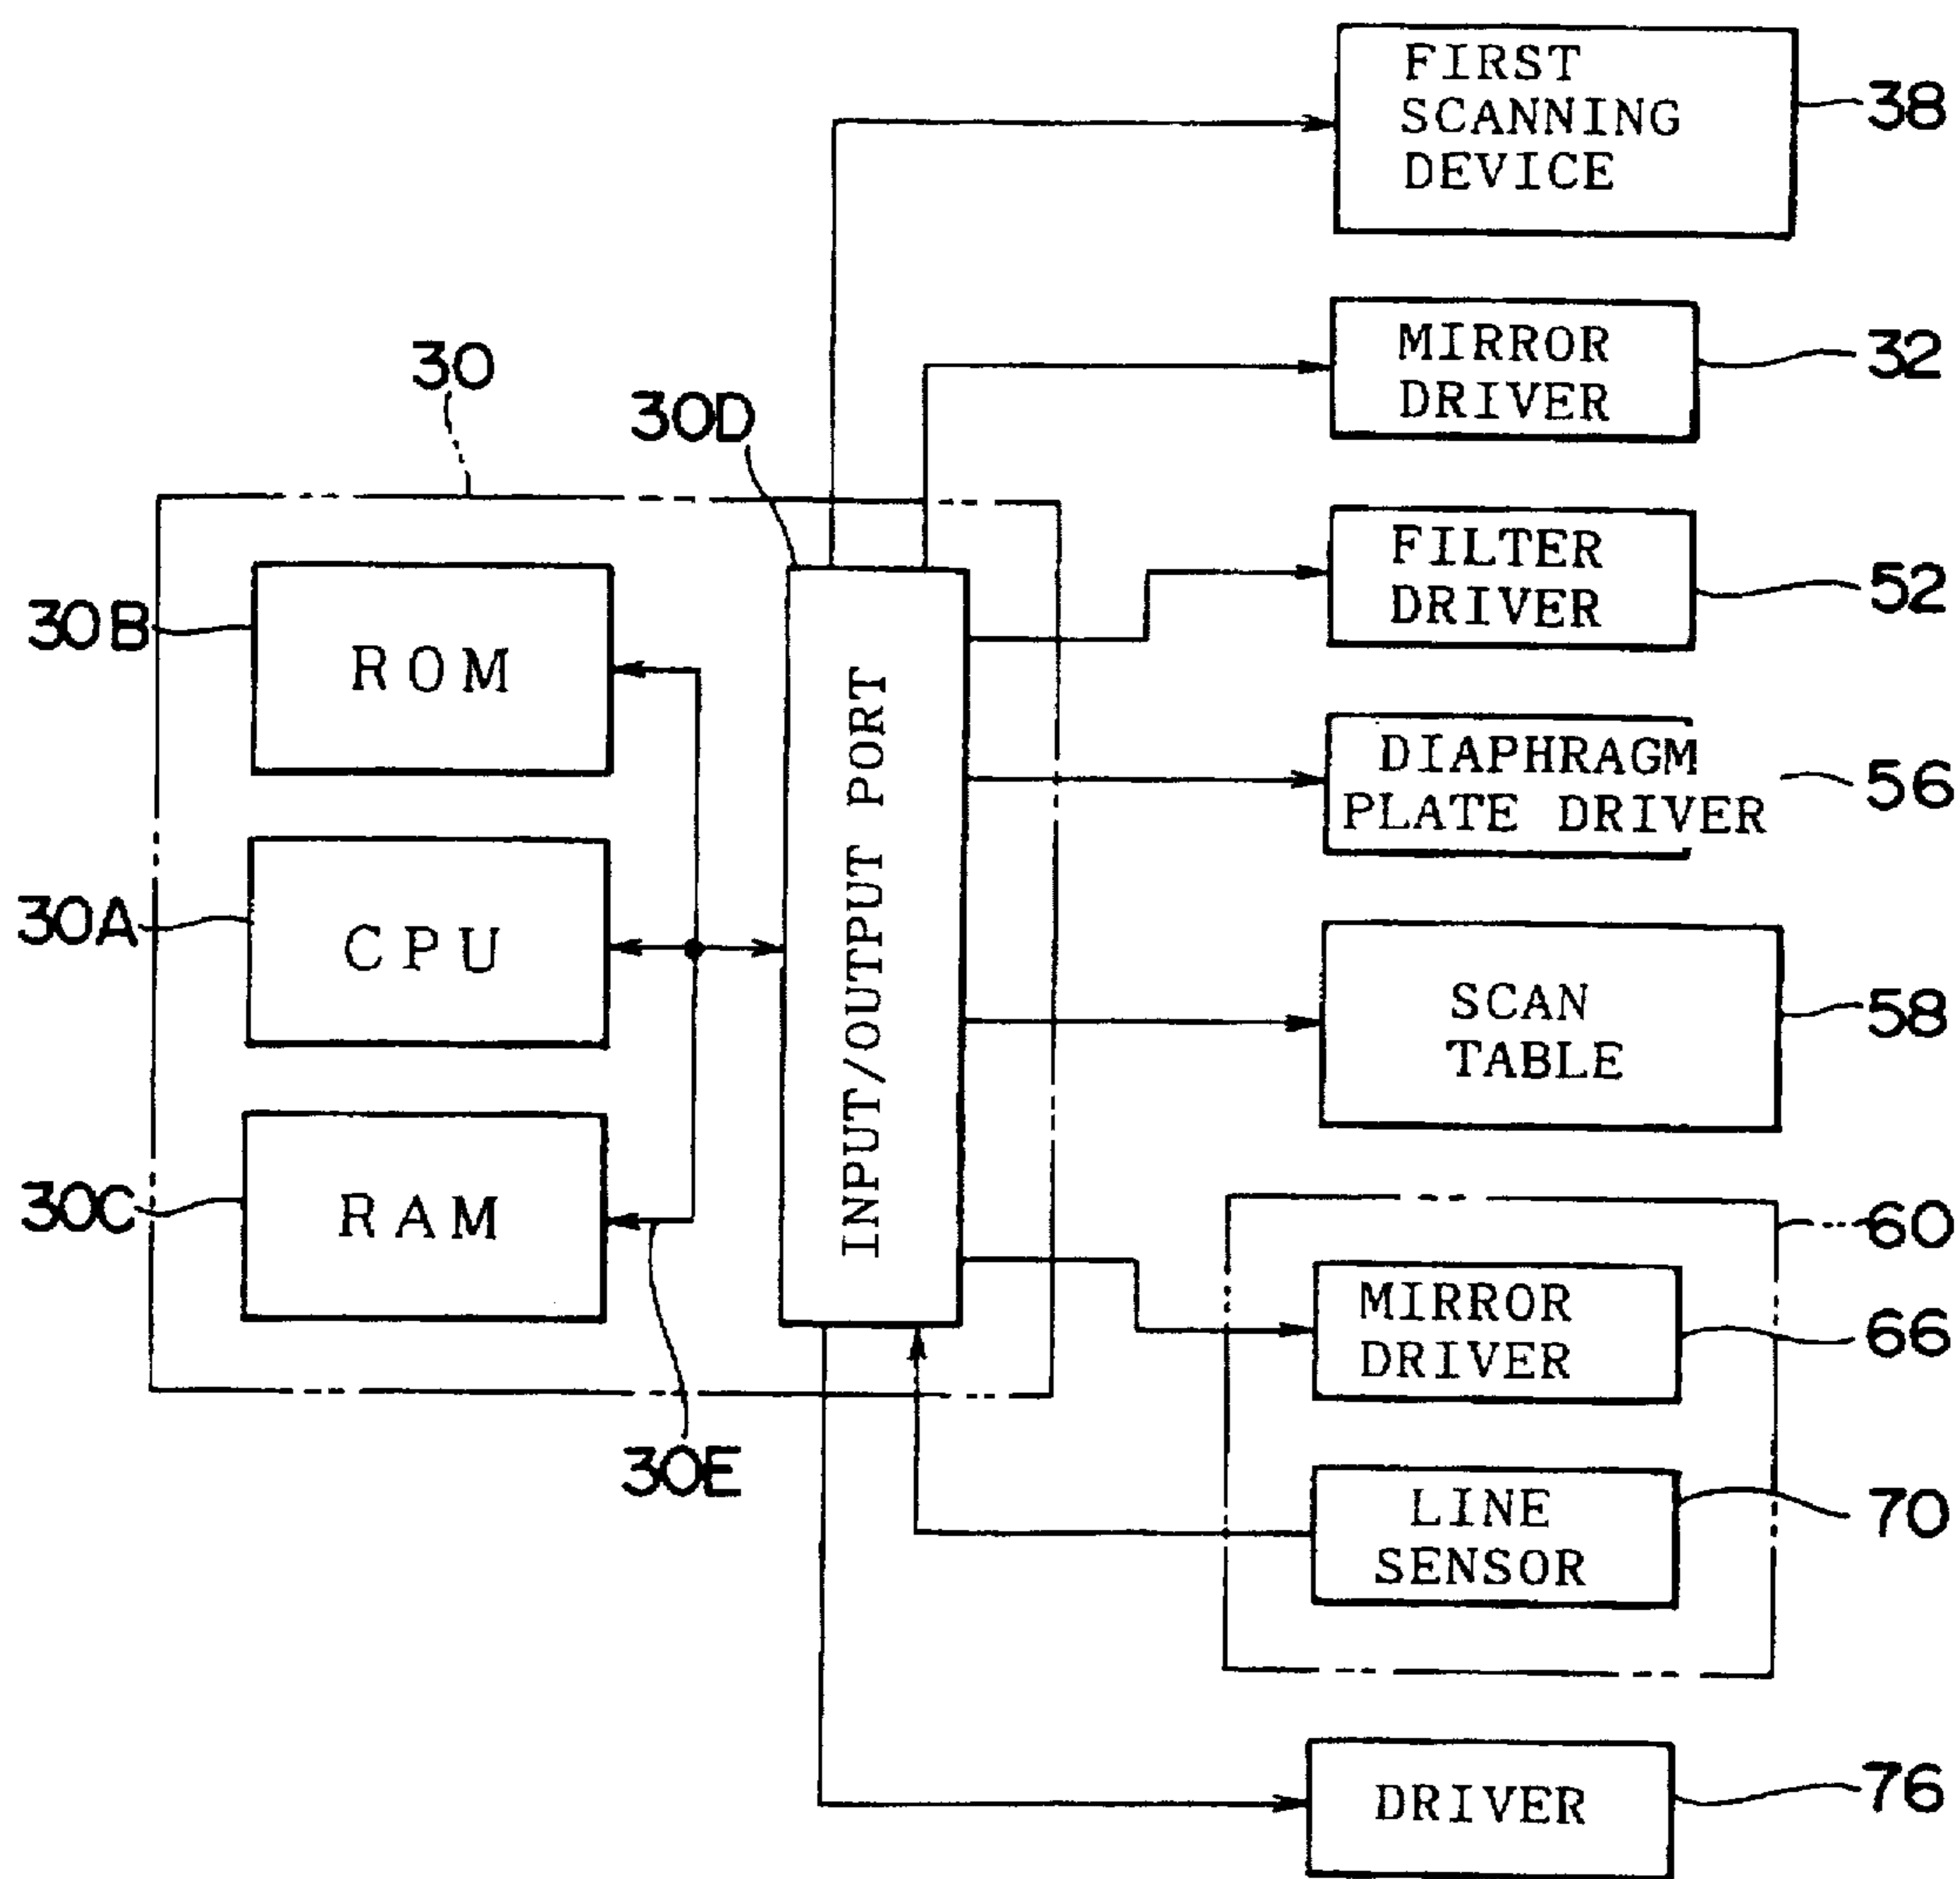 FIRST
SCANNING
DEVICE
38
MIRROR
DRIVER
32
30
30D
FILTER
DRIVER
52
30B
ROM
INPUT/OUTPUT PORT
DIAPHRAGM
PLATE DRIVER
56
30A
CPU
SCAN
TABLE
58
30C
RAM
60
MIRROR
DRIVER
66
30E
LINE
SENSOR
70
DRIVER
76